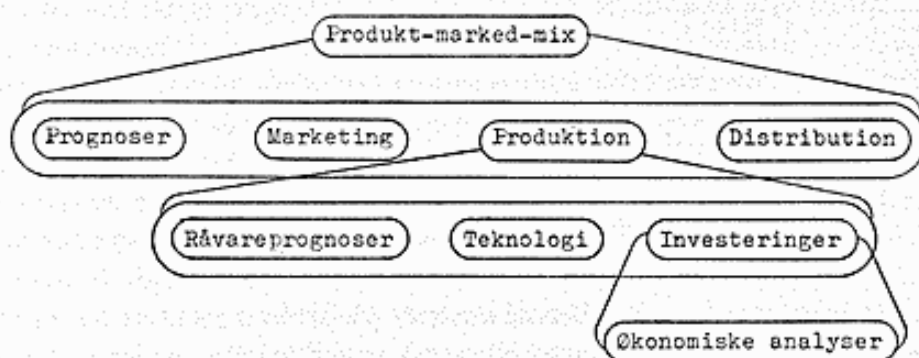 Produkt-marked-mix
Prognoser Marketing Produktion Distribution
Råvareprognoser Teknologi Investeringer
Økonomiske analyser